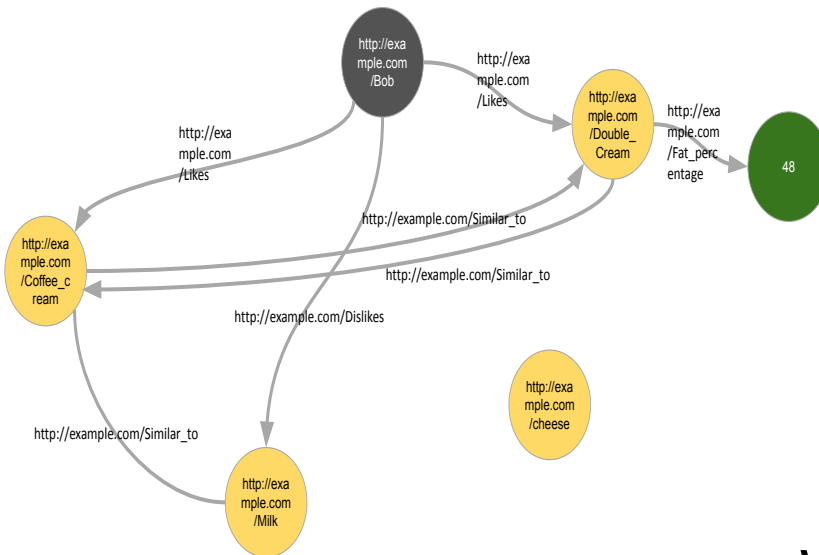 http://exa
mple.com
/Bob
http://exa
mple.com
/Likes
http://exa
mple.com
/Double_
Cream
http://exa
mple.com
/Fat_perc
entage
48
http://exa
mple.com
/Likes
http://example.com/Similar_to
http://exa
mple.com
/Coffee_c
ream
http://example.com/Similar_to
http://example.com/Dislikes
http://exa
mple.com
/cheese
http://example.com/Similar_to
http://exa
mple.com
/Milk